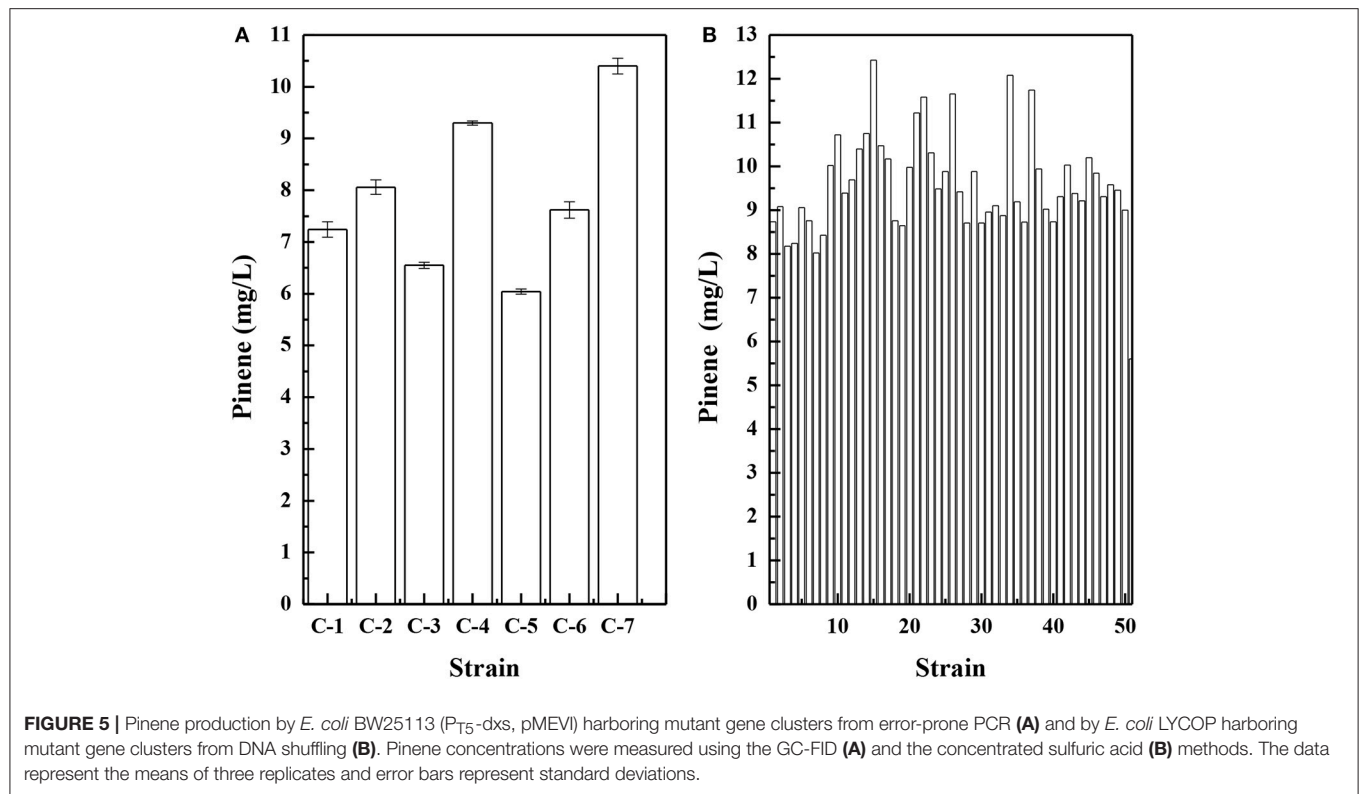 A
11
10
9
8
7
6
5
4
3
2
1
0
Pinene (mg/L)
C-1 C-2 C-3 C-4 C-5 C-6 C-7
Strain
B
13
12
11
10
9
8
7
6
5
4
3
2
1
0
Pinene (mg/L)
10 20 30 40 50
Strain
FIGURE 5 | Pinene production by E. coli BW25113 (PT5-dxs, pMEVI) harboring mutant gene clusters from error-prone PCR (A) and by E. coli LYCOP harboring
mutant gene clusters from DNA shuffling (B). Pinene concentrations were measured using the GC-FID (A) and the concentrated sulfuric acid (B) methods. The data
represent the means of three replicates and error bars represent standard deviations.